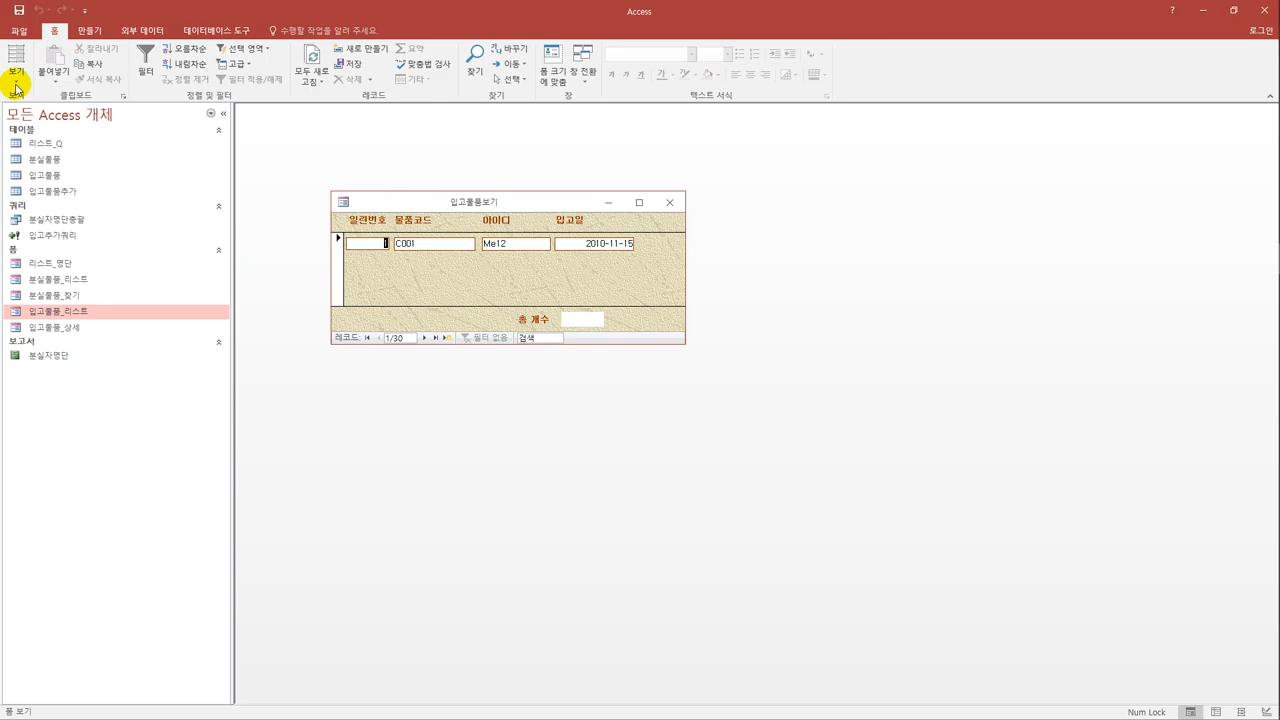 Access
파일 홈 만들기 외부 데이터 데이터베이스 도구 수행할 작업을 알려 주세요. 로그인
보기 붙여넣기 잘라내기 복사 서식 복사 필터 오름차순 내림차순 정렬 제거 선택 영역 고급 필터 적용/해제 모두 새로 고침 새로 만들기 저장 삭제 요약 맞춤법 검사 기타 찾기 바꾸기 이동 선택 폼 크기에 맞춤 창 전환
클립보드 정렬 및 필터 레코드 찾기 창 텍스트 서식
모든 Access 개체
테이블
리스트_Q
분실물품
입고물품
입고물품추가
쿼리
분실자명단총괄
입고추가쿼리
폼
리스트_명단
분실물품_리스트
분실물품_찾기
입고물품_리스트
입고물품_상세
보고서
분실자명단
입고물품보기
일련번호 물품코드 아이디 입고일
1 C001 Me12 2010-11-15
총 개수
레코드: 1/30 필터 없음 검색
폼 보기 Num Lock